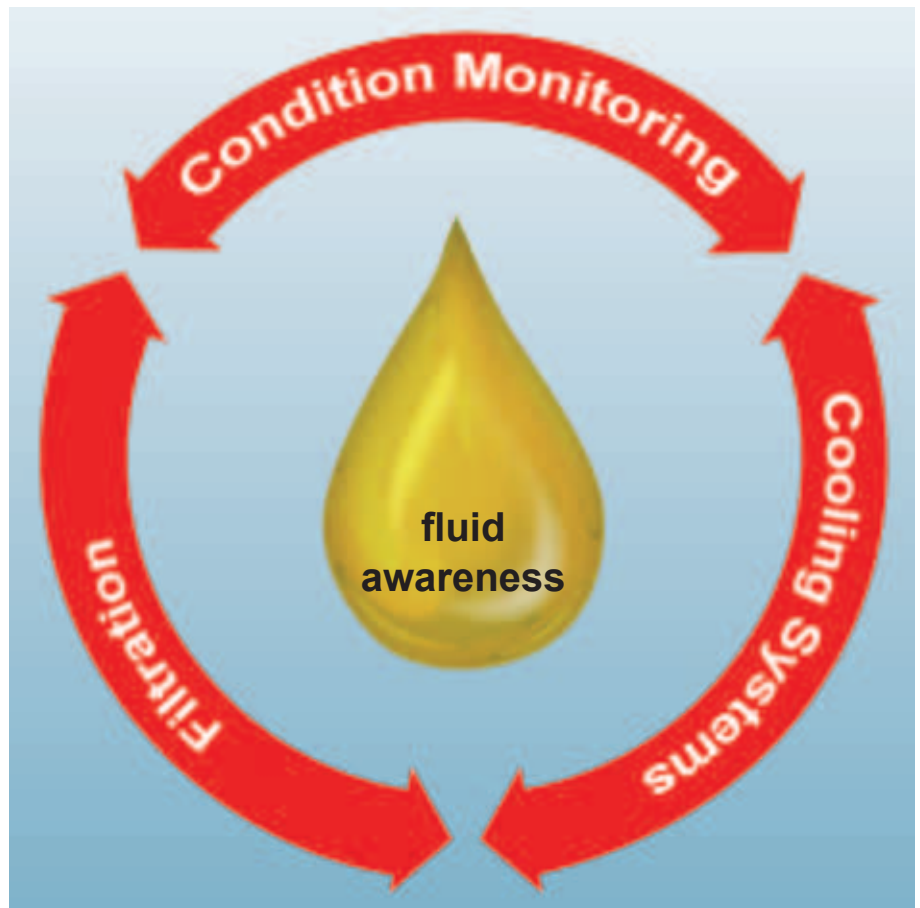 Condition Monitoring
Cooling Systems
Filtration
fluid
awareness